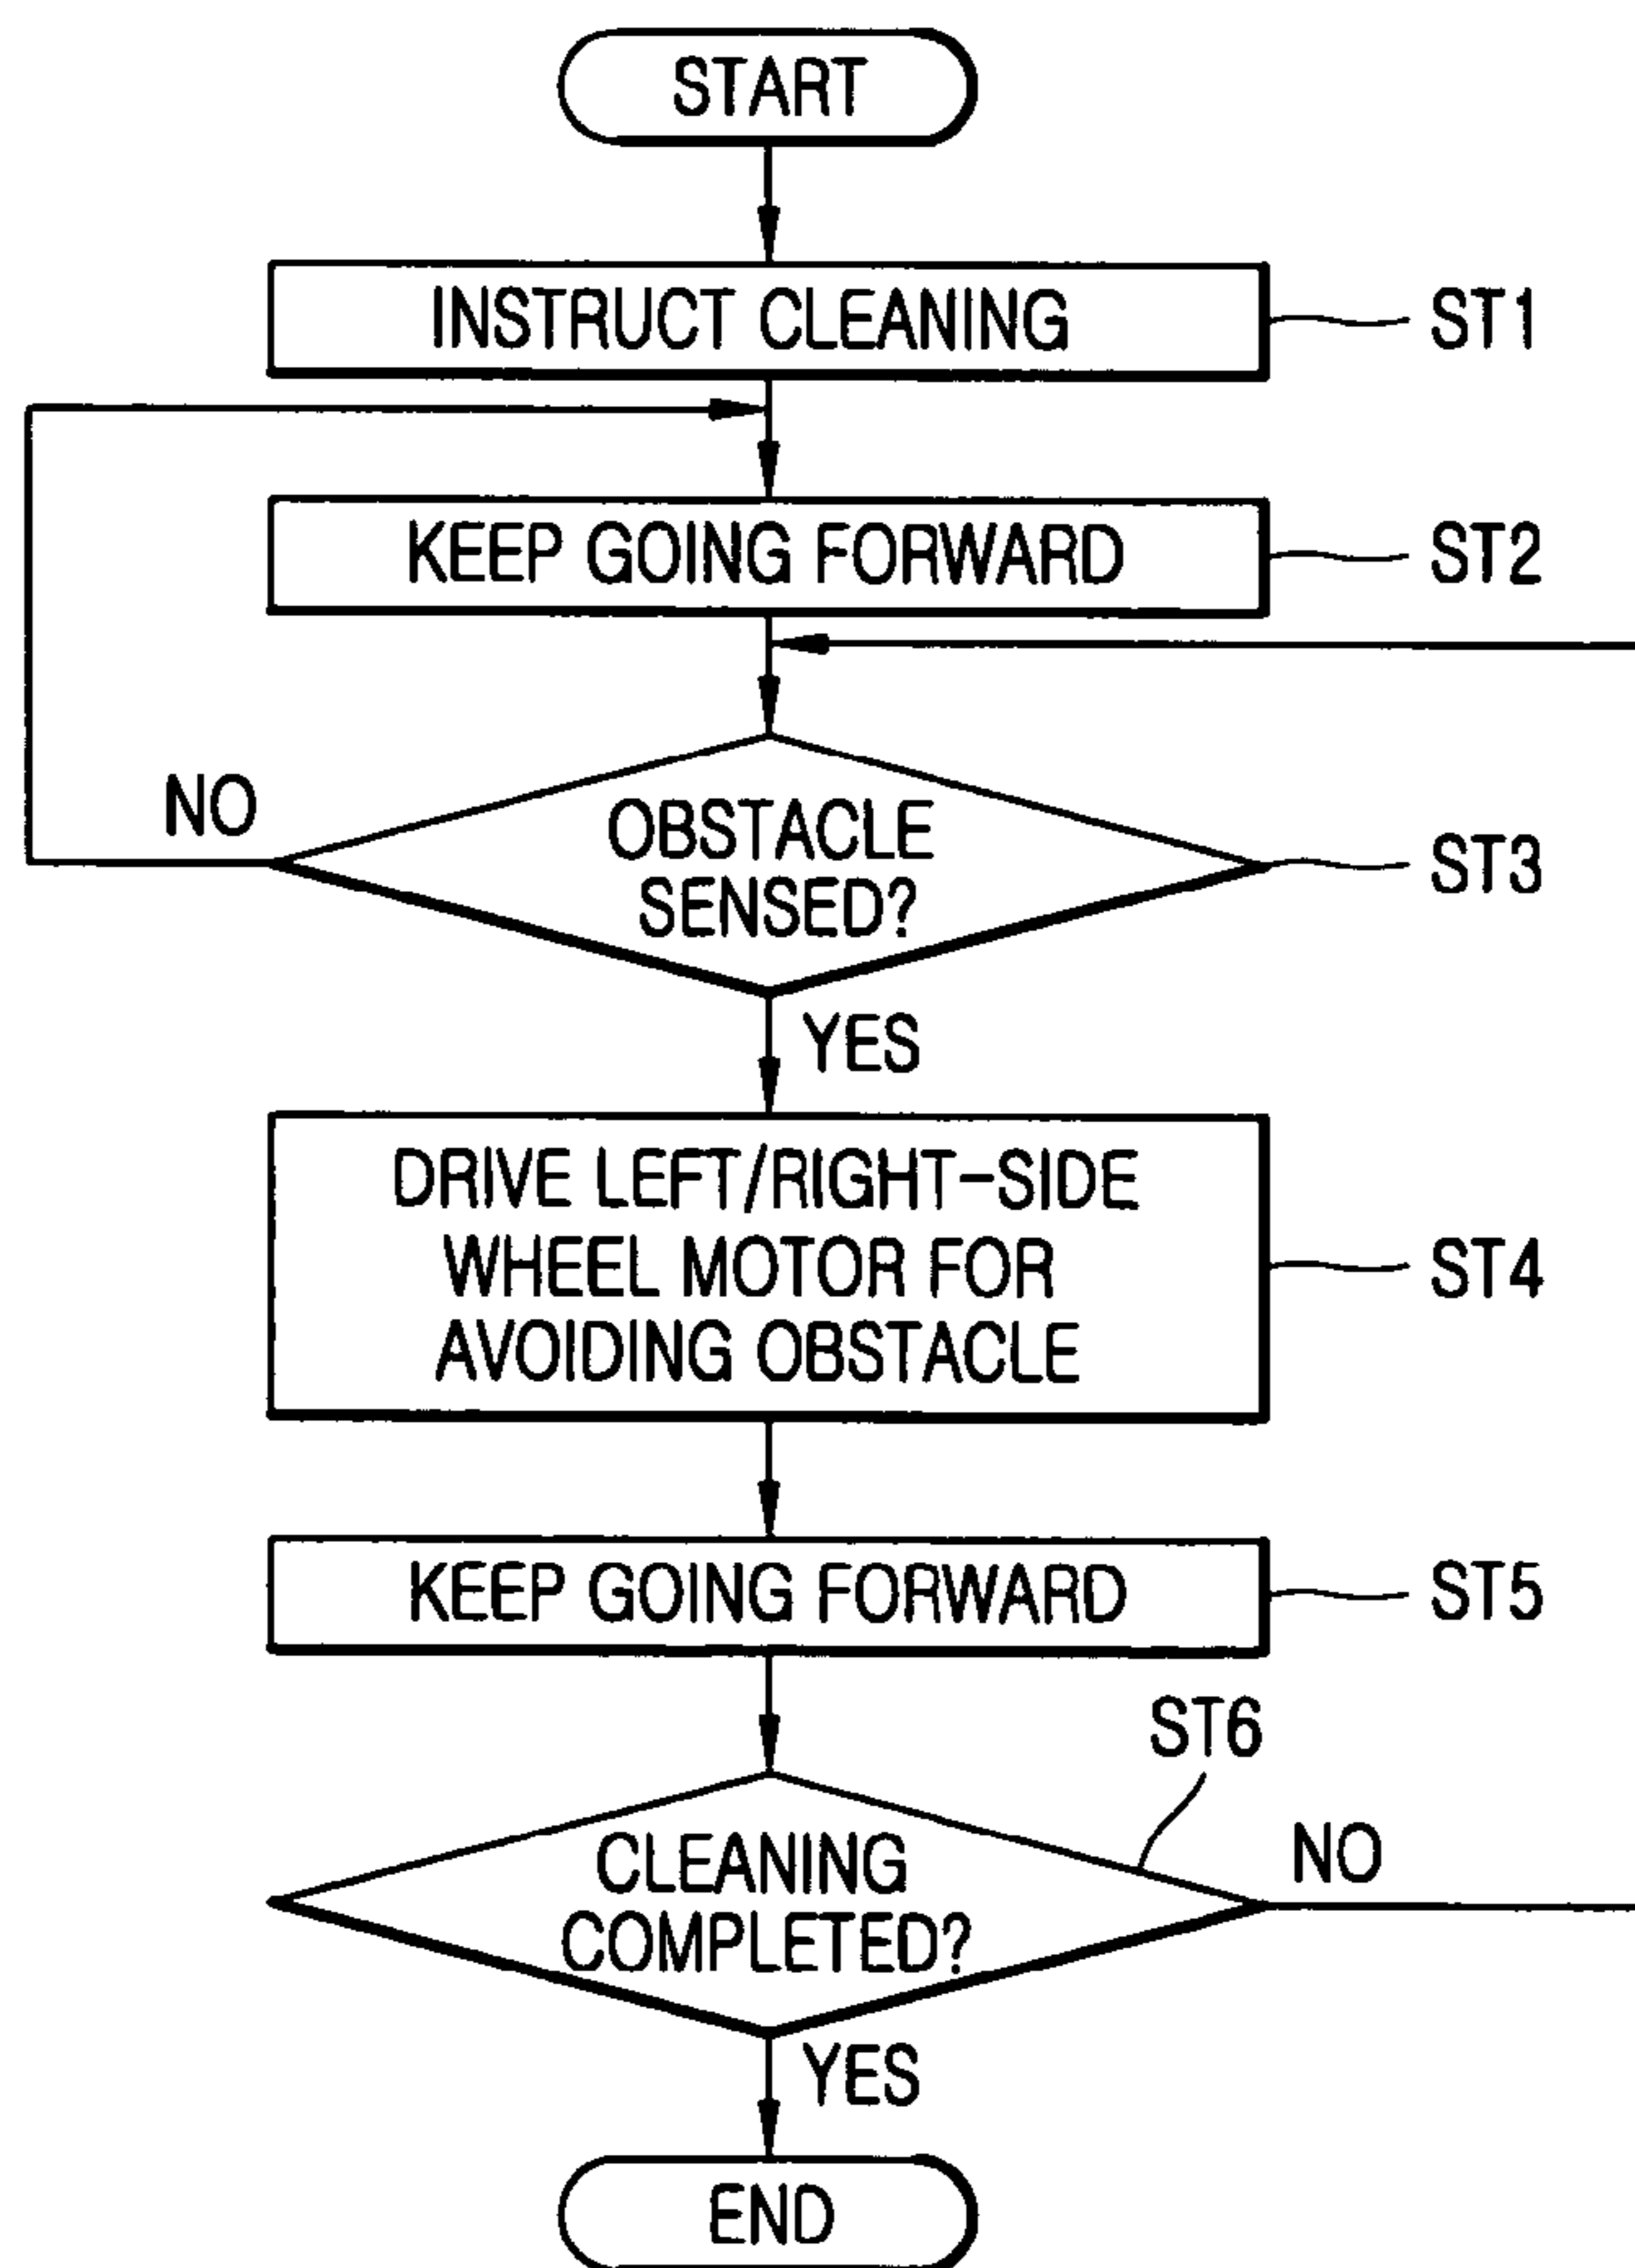 START
INSTRUCT CLEANING
ST1
KEEP GOING FORWARD
ST2
NO
OBSTACLE
SENSED?
ST3
YES
DRIVE LEFT/RIGHT-SIDE
WHEEL MOTOR FOR
AVOIDING OBSTACLE
ST4
KEEP GOING FORWARD
ST5
ST6
CLEANING
COMPLETED?
NO
YES
END